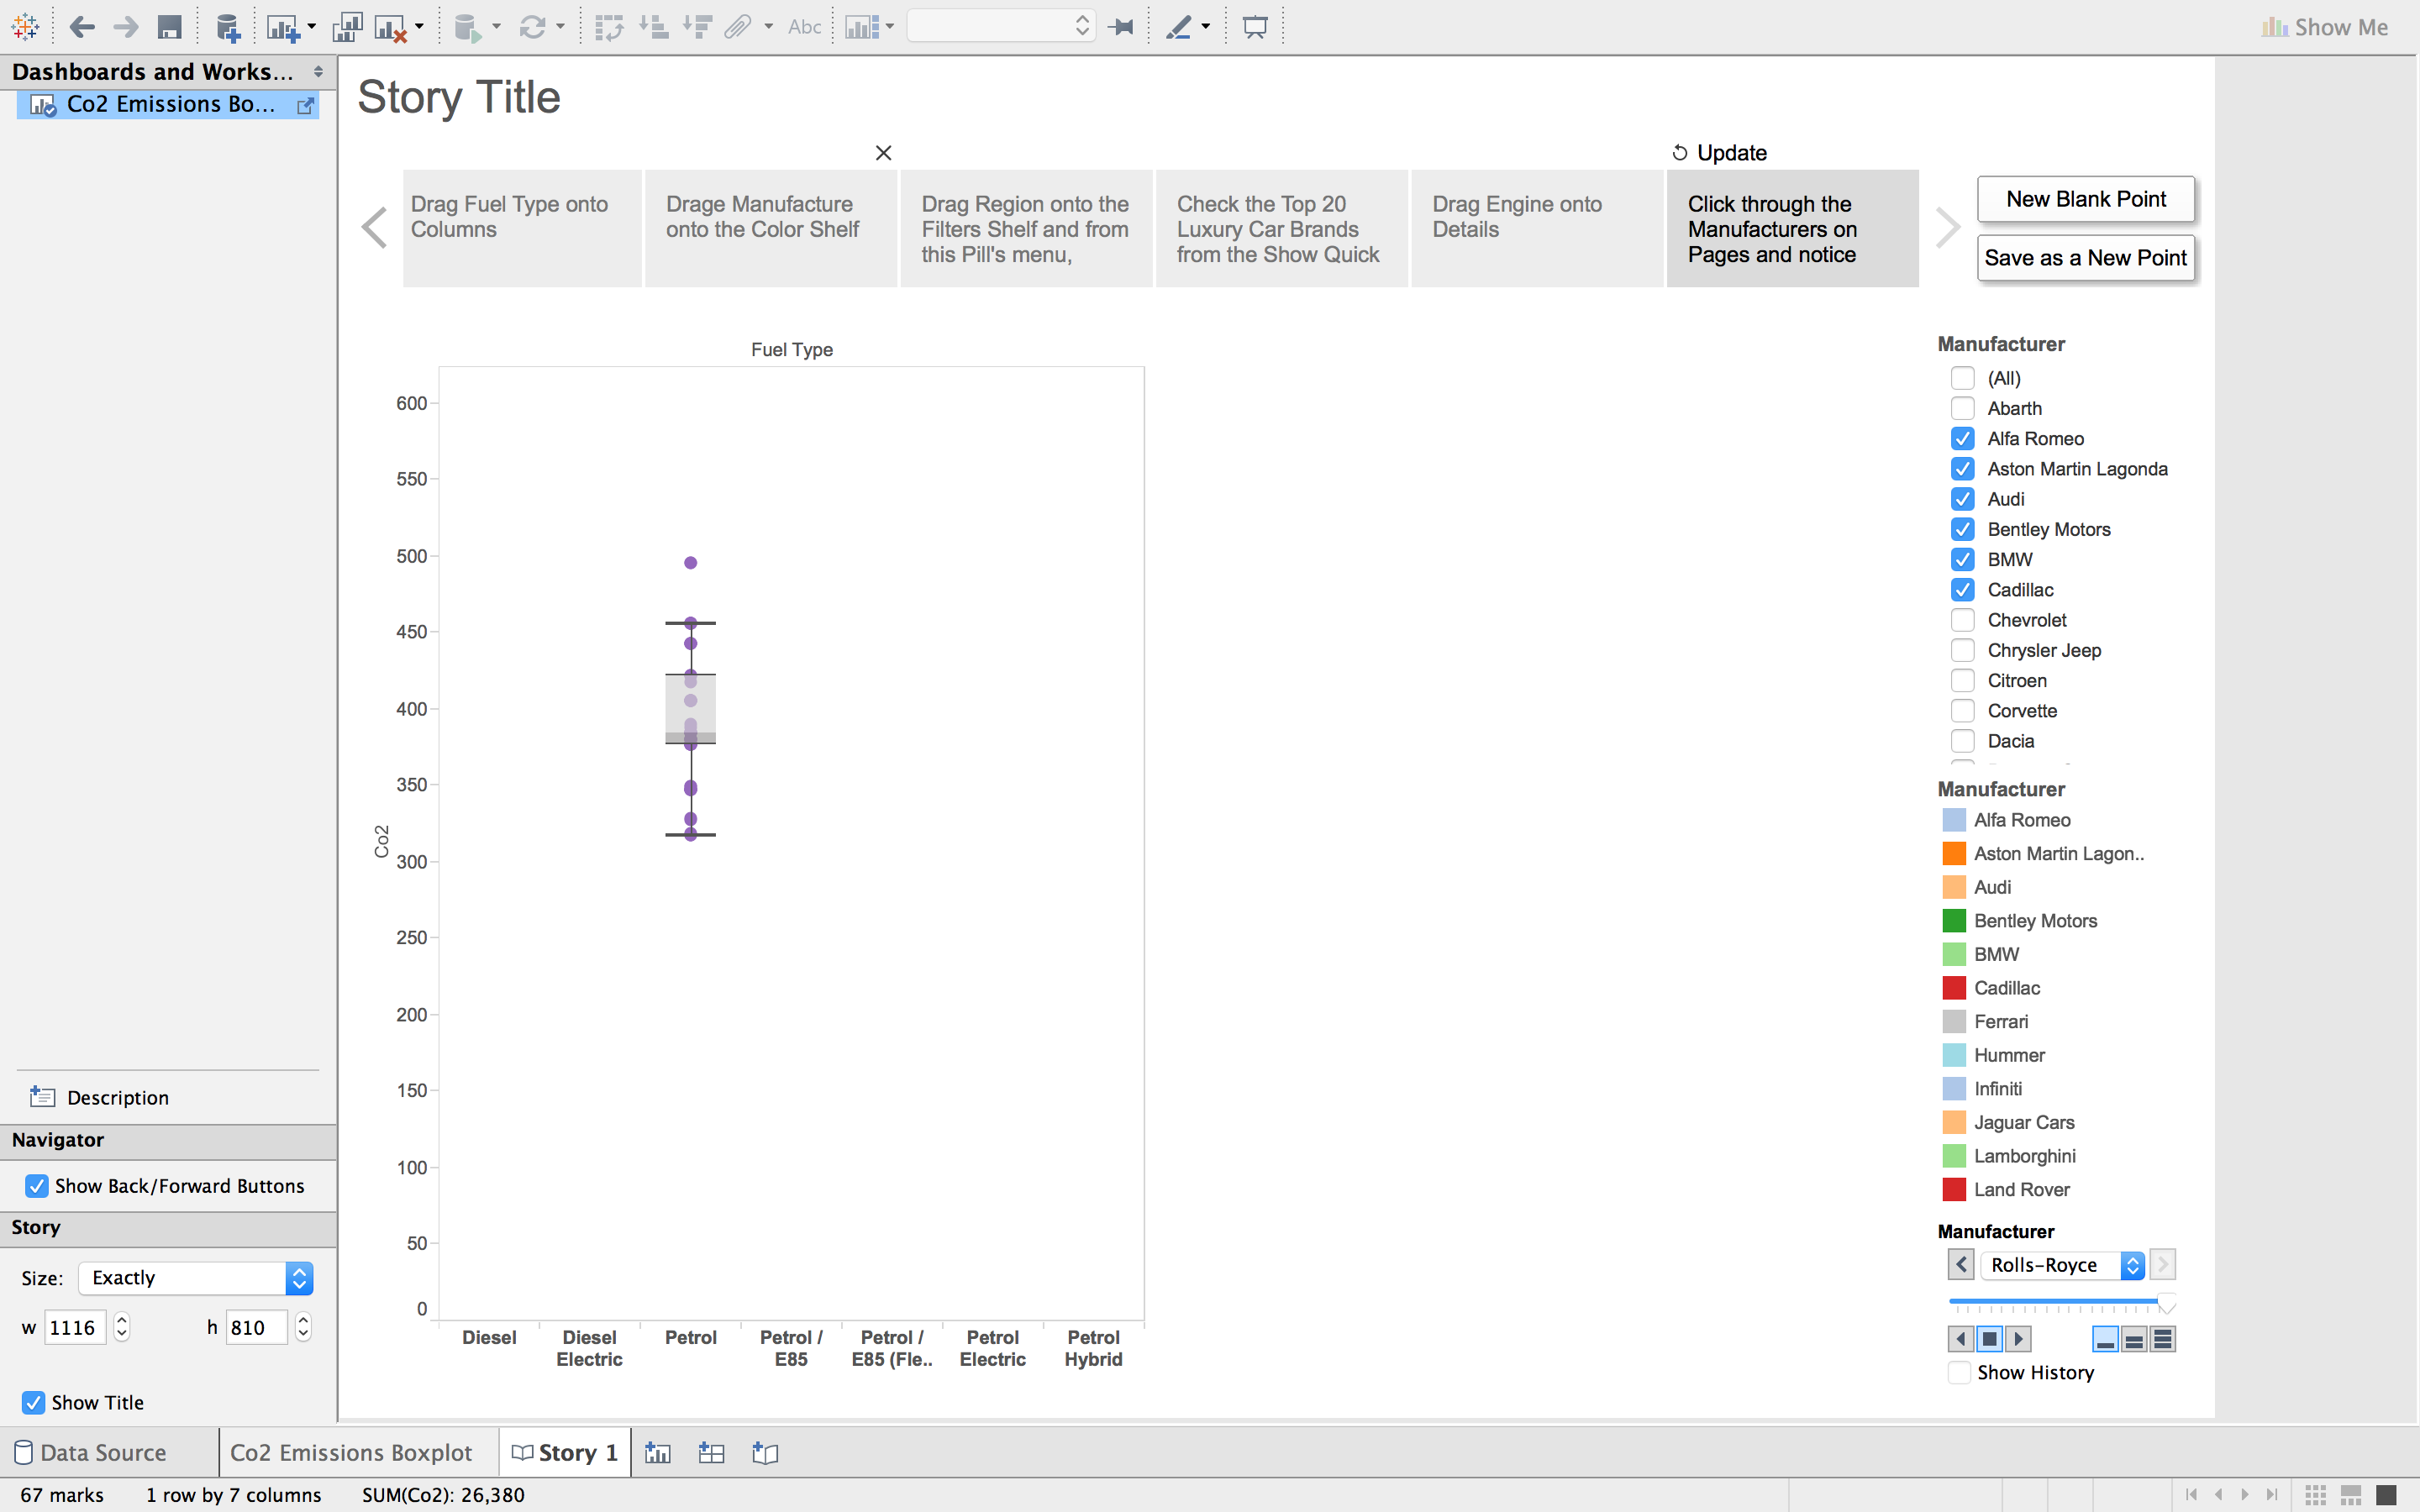 Abc
Show Me
Dashboards and Works...
Co2 Emissions Bo...
Story Title
Update
Drag Fuel Type onto
Columns
Drage Manufacture
onto the Color Shelf
Drag Region onto the
Filters Shelf and from
this Pill's menu,
Check the Top 20
Luxury Car Brands
from the Show Quick
Drag Engine onto
Details
Click through the
Manufacturers on
Pages and notice
New Blank Point
Save as a New Point
Fuel Type
600
550
500
450
400
350
300
250
200
150
100
50
0
Co2
Diesel
Diesel
Electric
Petrol
Petrol /
E85
Petrol /
E85 (Fle..
Petrol
Electric
Petrol
Hybrid
Manufacturer
(All)
Abarth
Alfa Romeo
Aston Martin Lagonda
Audi
Bentley Motors
BMW
Cadillac
Chevrolet
Chrysler Jeep
Citroen
Corvette
Dacia
Manufacturer
Alfa Romeo
Aston Martin Lagon..
Audi
Bentley Motors
BMW
Cadillac
Ferrari
Hummer
Infiniti
Jaguar Cars
Lamborghini
Land Rover
Manufacturer
Rolls-Royce
Show History
Description
Navigator
Show Back/Forward Buttons
Story
Size: Exactly
w 1116 h 810
Show Title
Data Source
Co2 Emissions Boxplot
Story 1
67 marks 1 row by 7 columns SUM(Co2): 26,380